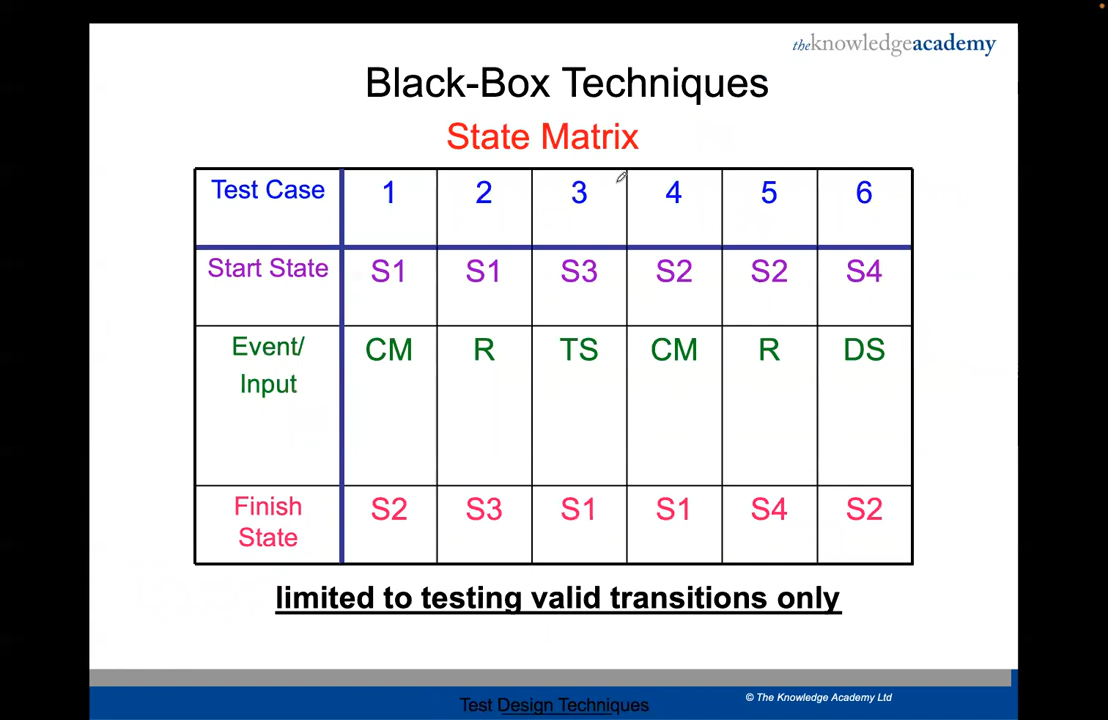 theknowledgeacademy
Black-Box Techniques
State Matrix
Test Case 1 2 3 4 5 6
Start State S1 S1 S3 S2 S2 S4
Event/ CM R TS CM R DS
Input
Finish S2 S3 S1 S1 S4 S2
State
limited to testing valid transitions only
Test Design Techniques
© The Knowledge Academy Ltd